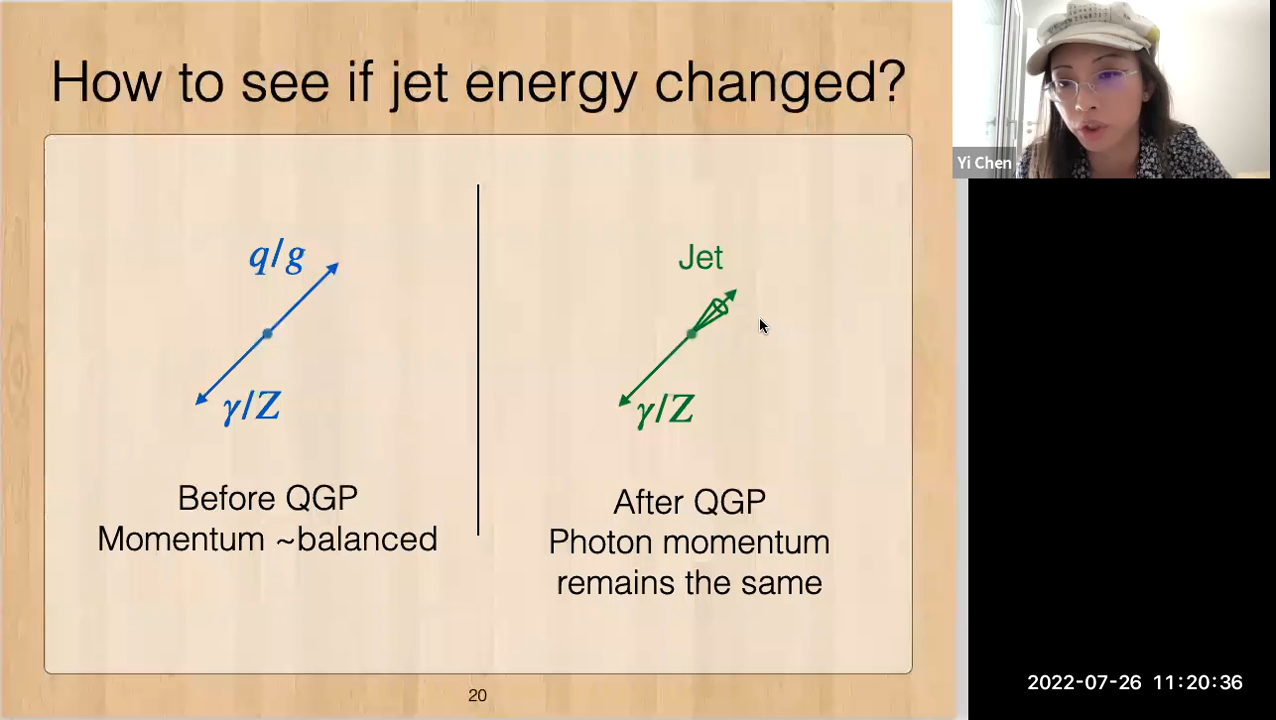 How to see if jet energy changed?
q/g
γ/Z
Before QGP
Momentum ~balanced
Jet
γ/Z
After QGP
Photon momentum
remains the same
20
Yi Chen
2022-07-26 11:20:36